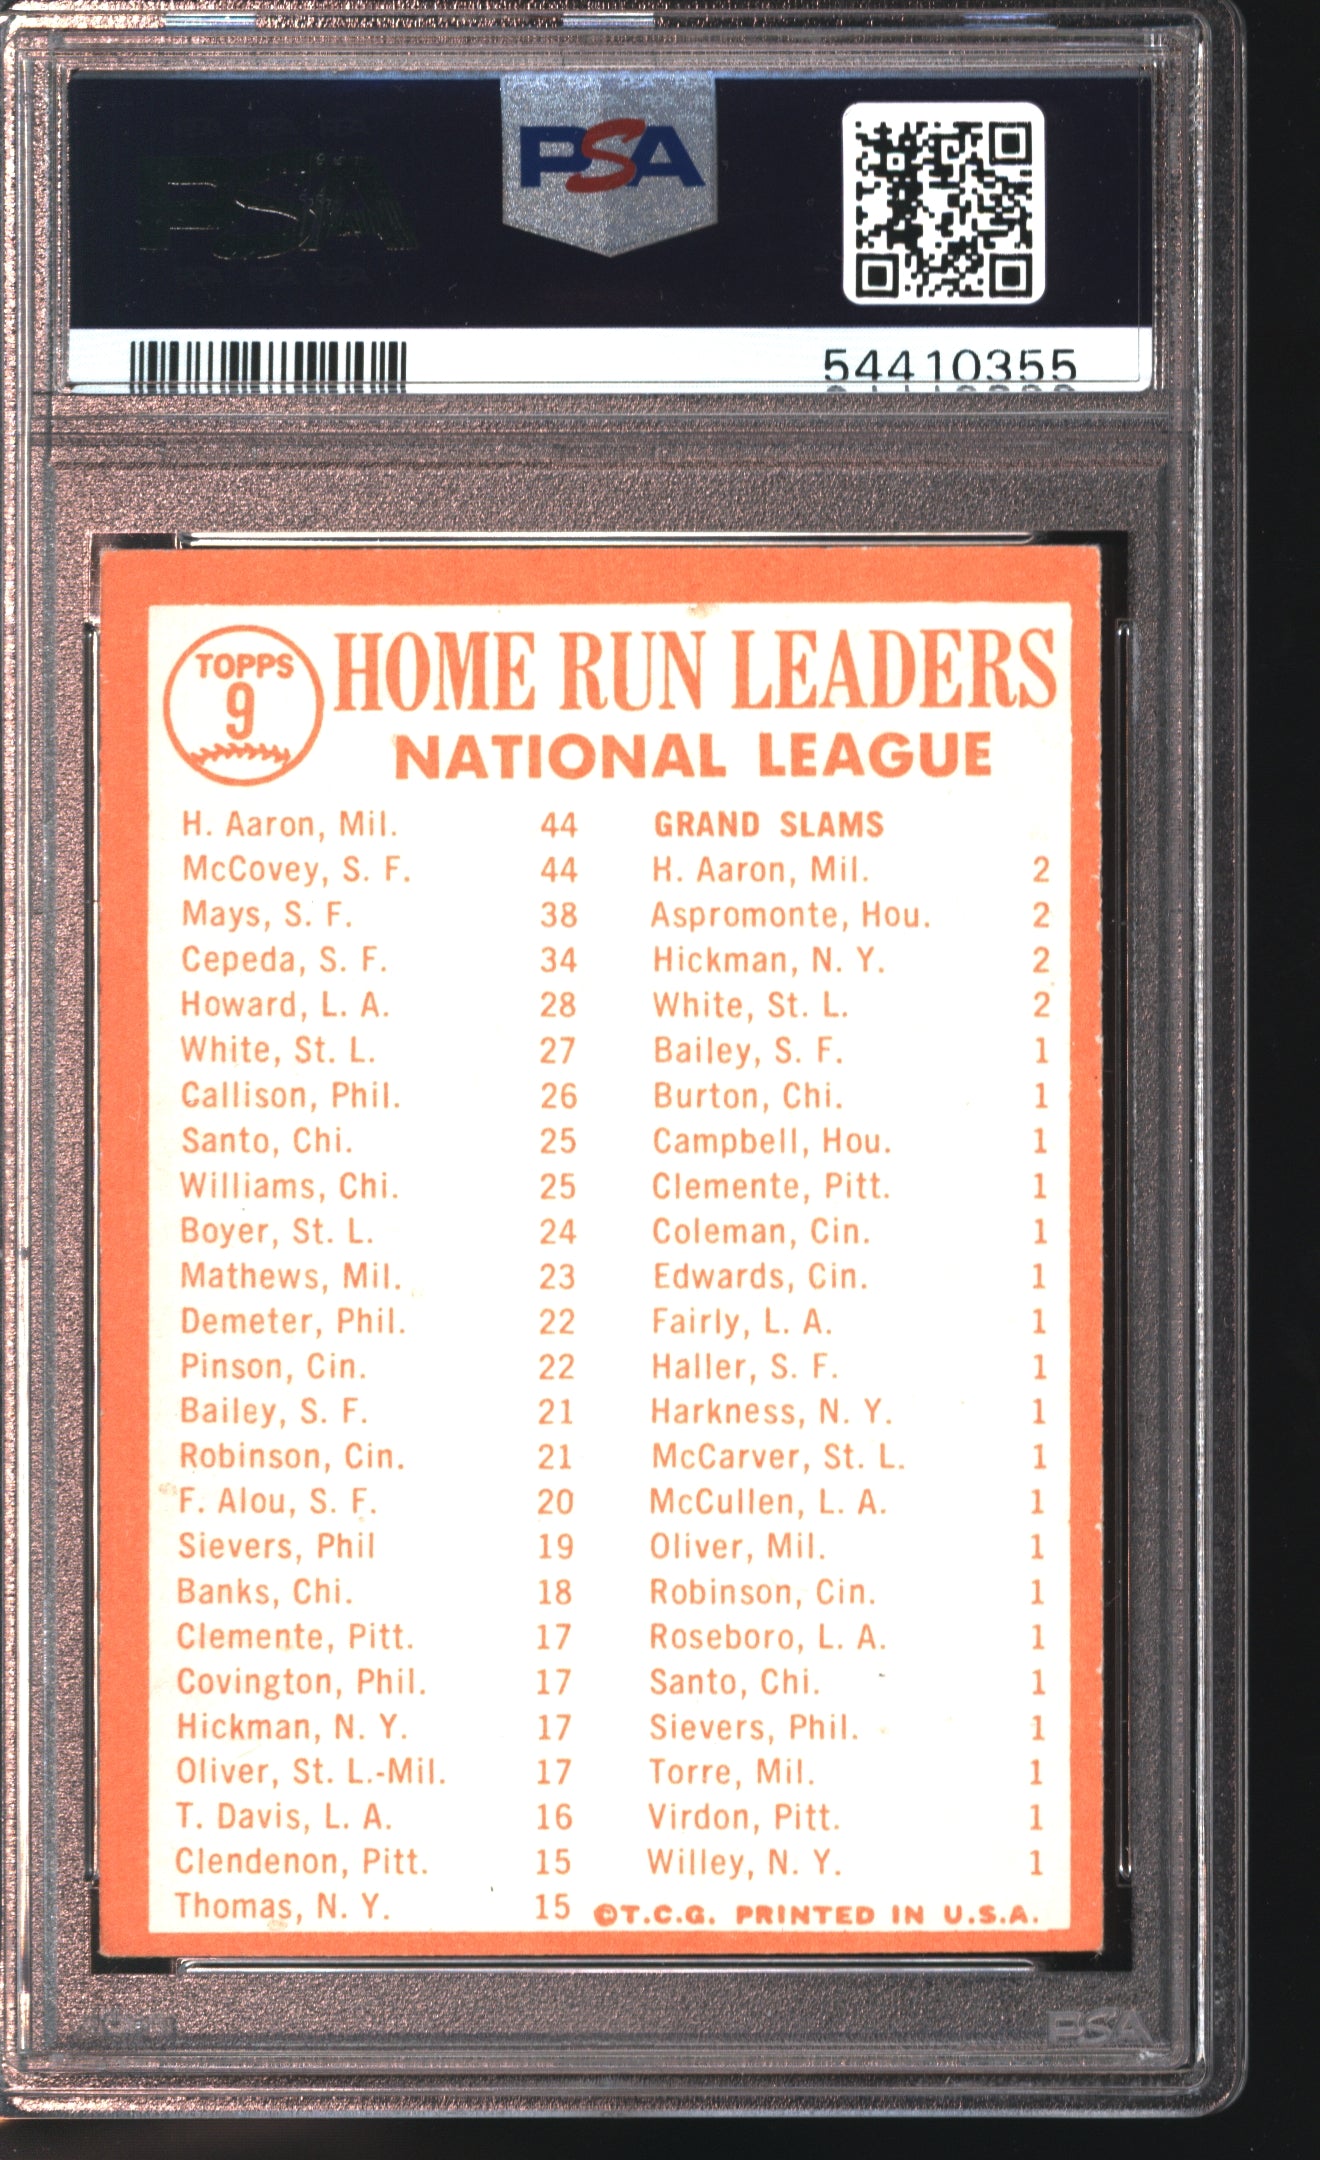 PSA
54410355
TOPPS
9
HOME RUN LEADERS
NATIONAL LEAGUE
H. Aaron, Mil. 44
McCovey, S. F. 44
Mays, S. F. 38
Cepeda, S. F. 34
Howard, L. A. 28
White, St. L. 27
Callison, Phil. 26
Santo, Chi. 25
Williams, Chi. 25
Boyer, St. L. 24
Mathews, Mil. 23
Demeter, Phil. 22
Pinson, Cin. 22
Bailey, S. F. 21
Robinson, Cin. 21
F. Alou, S. F. 20
Sievers, Phil 19
Banks, Chi. 18
Clemente, Pitt. 17
Covington, Phil. 17
Hickman, N. Y. 17
Oliver, St. L.-Mil. 17
T. Davis, L. A. 16
Clendenon, Pitt. 15
Thomas, N. Y. 15
GRAND SLAMS
H. Aaron, Mil. 2
Aspromonte, Hou. 2
Hickman, N. Y. 2
White, St. L. 2
Bailey, S. F. 1
Burton, Chi. 1
Campbell, Hou. 1
Clemente, Pitt. 1
Coleman, Cin. 1
Edwards, Cin. 1
Fairly, L. A. 1
Haller, S. F. 1
Harkness, N. Y. 1
McCarver, St. L. 1
McCullen, L. A. 1
Oliver, Mil. 1
Robinson, Cin. 1
Roseboro, L. A. 1
Santo, Chi. 1
Sievers, Phil. 1
Torre, Mil. 1
Virdon, Pitt. 1
Willey, N. Y. 1
©T.C.G. PRINTED IN U.S.A.
PSA